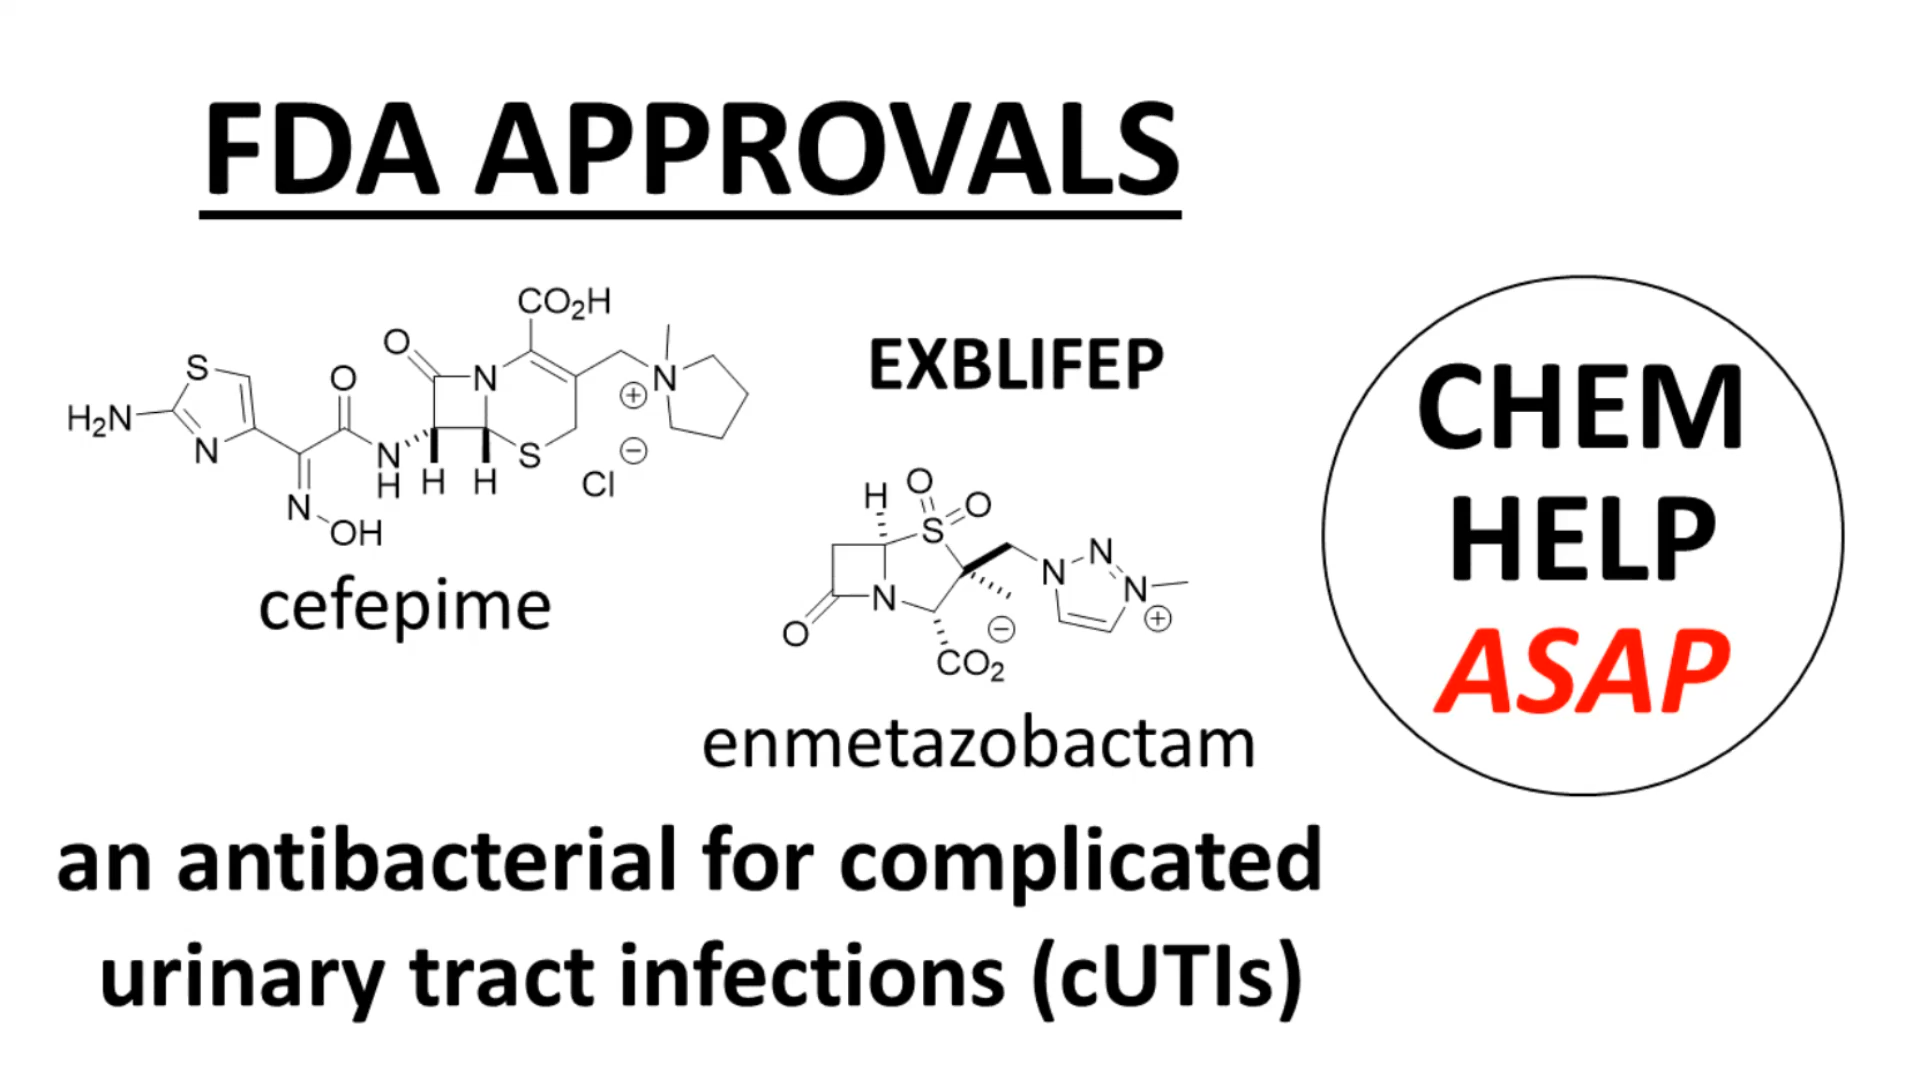 FDA APPROVALS
CO₂H
O
N
N
⊕
S
O
H₂N
N
N
H
H
H
S
⊖
Cl
N
OH
cefepime
EXBLIFEP
H
O
O
S
N
N
N
N
⊕
O
⊖
CO₂
enmetazobactam
an antibacterial for complicated
urinary tract infections (cUTIs)
CHEM
HELP
ASAP